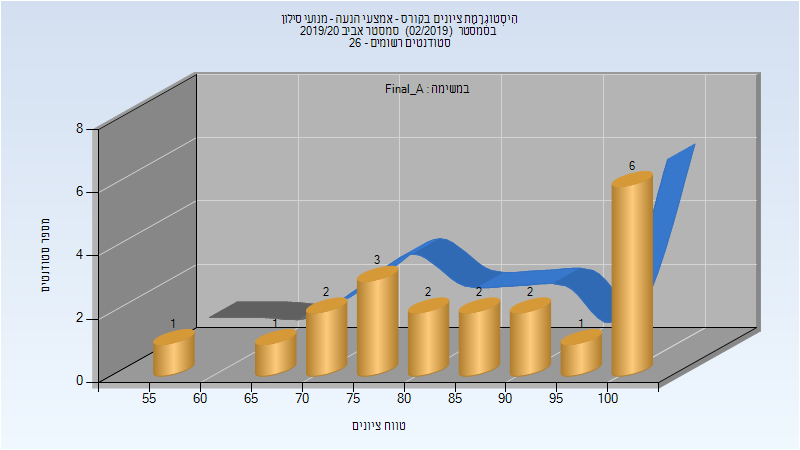 היסטוגרמת ציונים בקורס - אמצעי הנעה - מנועי סילון
בסמסטר (02/2019) סמסטר אביב 2019/20
סטודנטים רשומים - 26
במשימה : Final_A
מספר סטודנטים
8
6
4
2
0
1
1
2
3
2
2
2
1
6
55 60 65 70 75 80 85 90 95 100
טווח ציונים